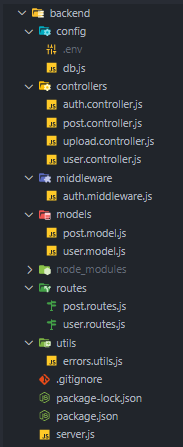 backend
config
.env
db.js
controllers
auth.controller.js
post.controller.js
upload.controller.js
user.controller.js
middleware
auth.middleware.js
models
post.model.js
user.model.js
node_modules
routes
post.routes.js
user.routes.js
utils
errors.utils.js
.gitignore
package-lock.json
package.json
server.js